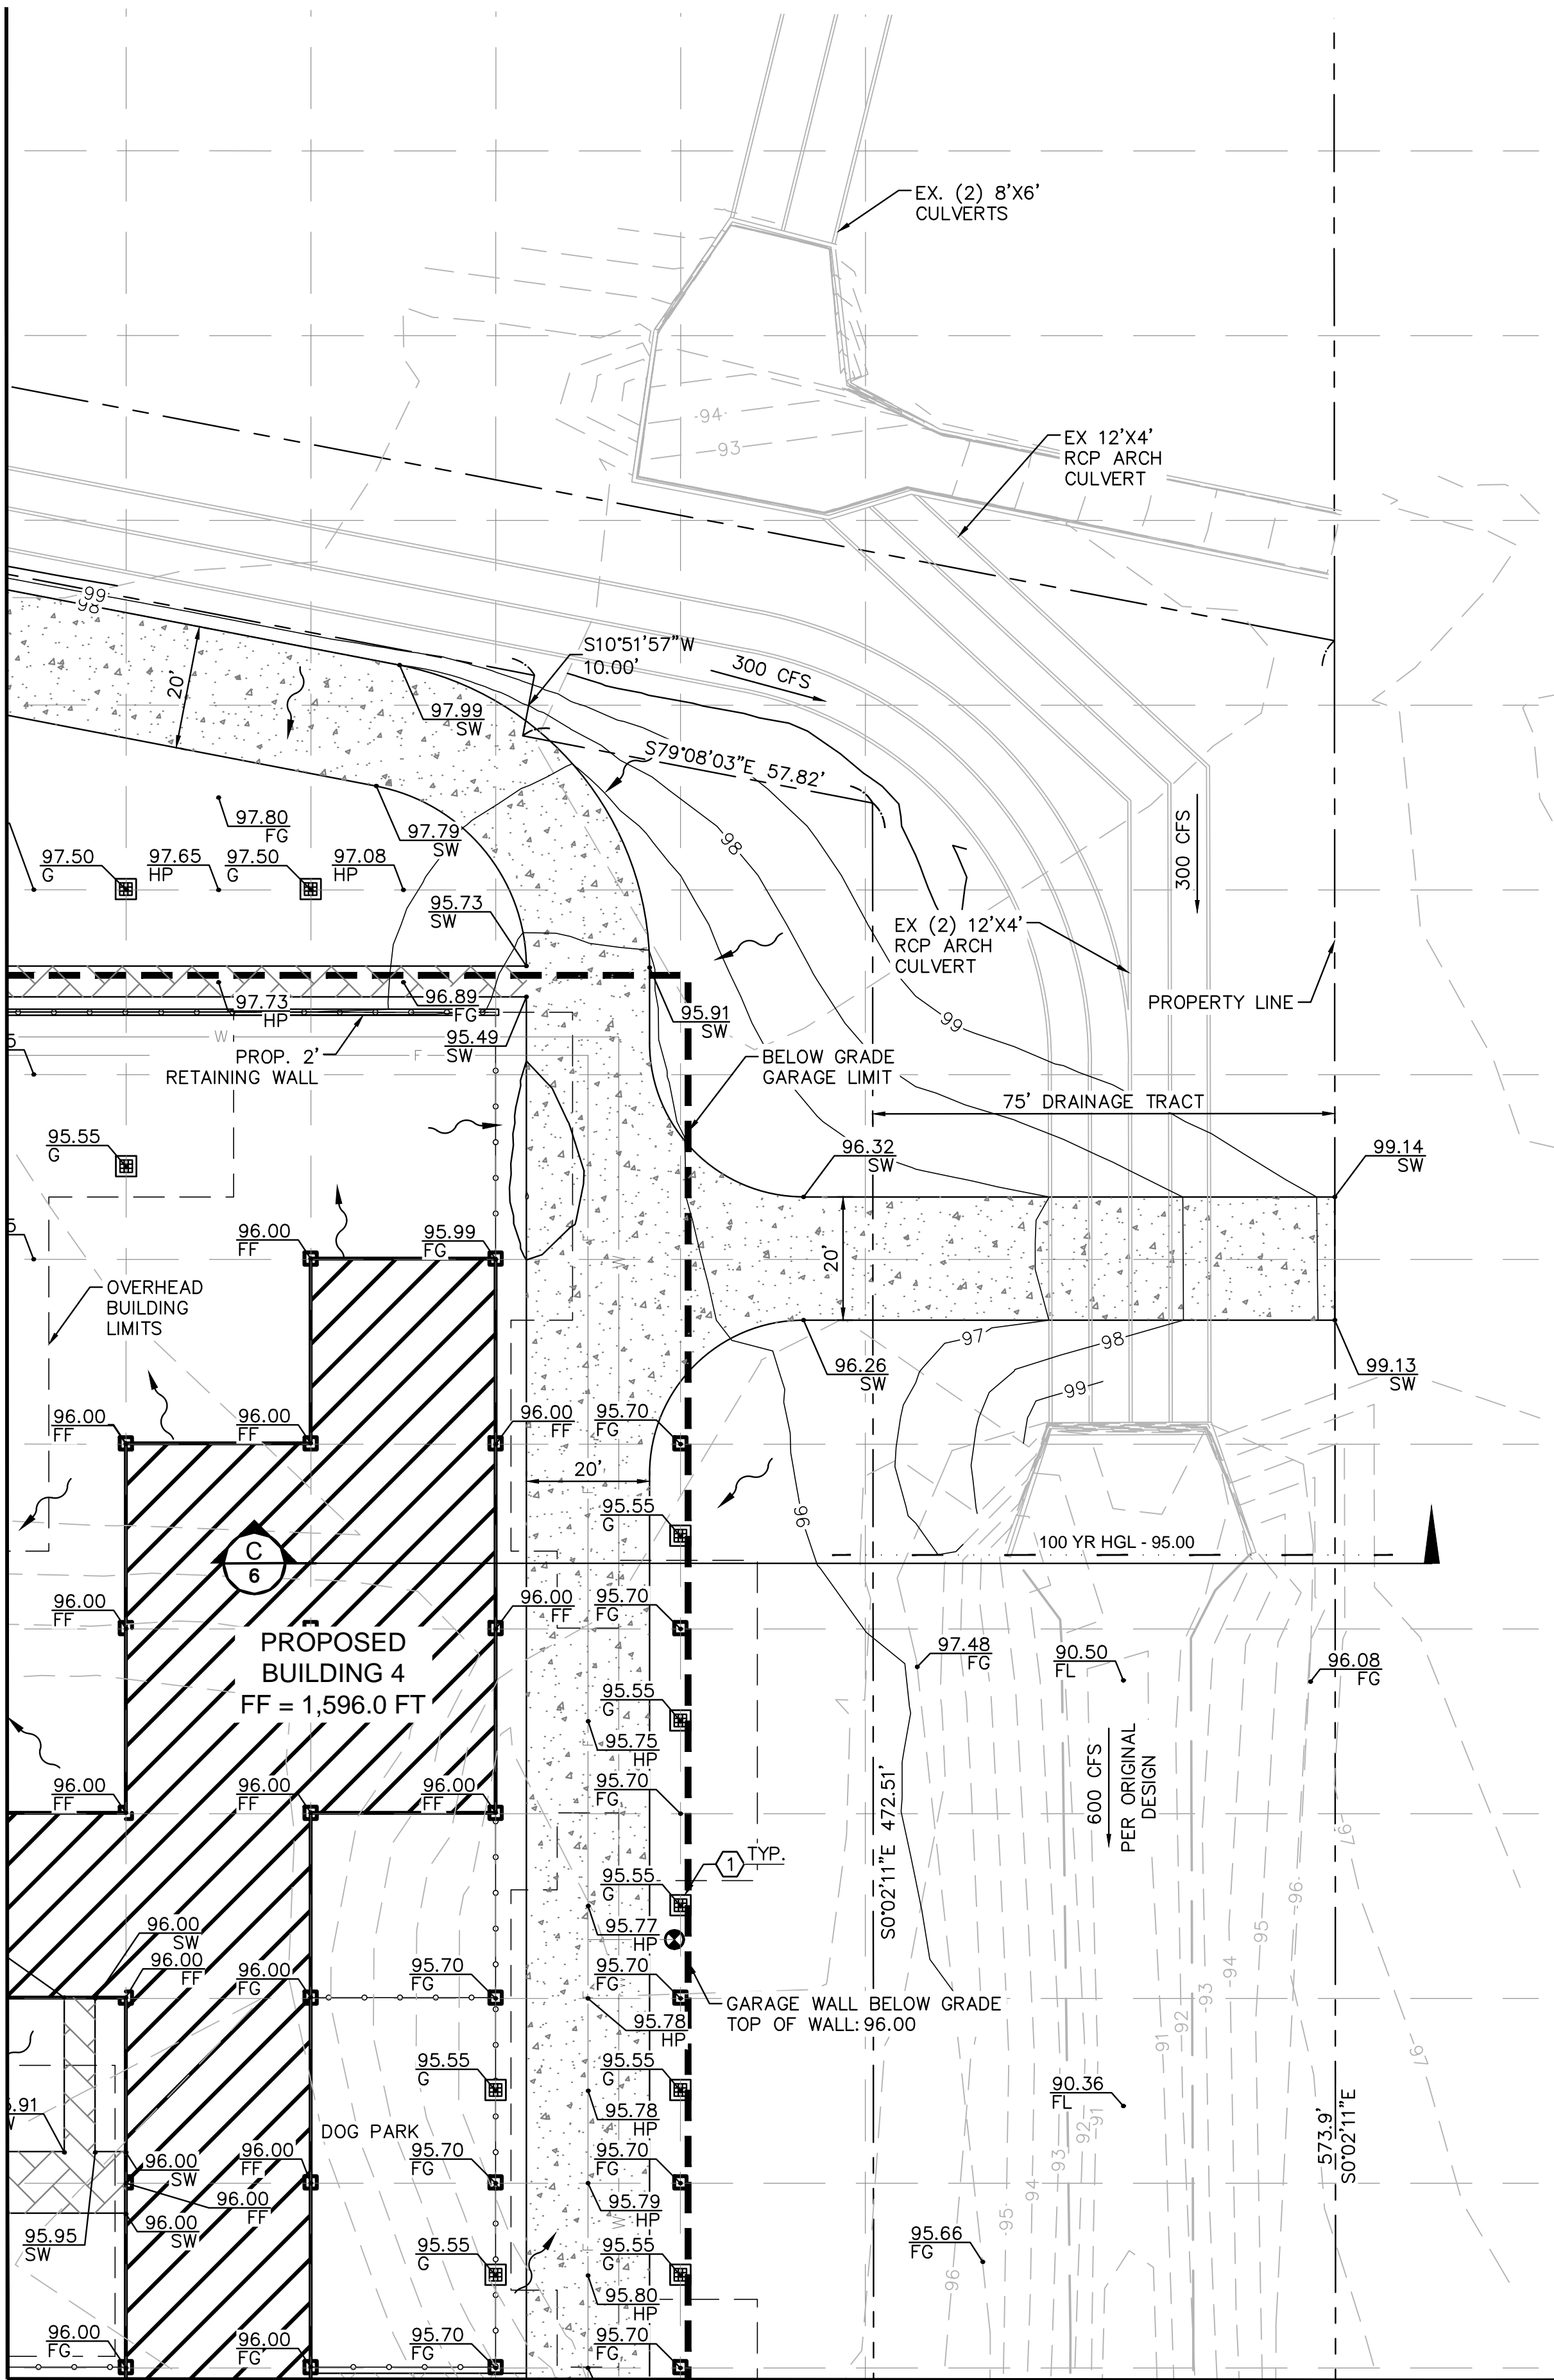 EX. (2) 8'X6'
CULVERTS
94
93
EX 12'X4'
RCP ARCH
CULVERT
99
98
S10°51'57"W
10.00'
300 CFS
20'
97.99
SW
S79°08'03"E 57.82'
97.80
FG
97.79
SW
98
300 CFS
97.50
G
97.65
HP
97.50
G
97.08
HP
95.73
SW
EX (2) 12'X4'
RCP ARCH
CULVERT
97.73
HP
96.89
FG
95.91
SW
PROPERTY LINE
99
W
F
95.49
SW
PROP. 2'
RETAINING WALL
BELOW GRADE
GARAGE LIMIT
75' DRAINAGE TRACT
95.55
G
96.32
SW
99.14
SW
96.00
FF
95.99
FG
20'
W
OVERHEAD
BUILDING
LIMITS
97
98
96.26
SW
99.13
SW
99
96.00
FF
96.00
FF
96.00
FF
95.70
FG
20'
95.55
G
96
C
6
100 YR HGL - 95.00
96.00
FF
96.00
FF
95.70
FG
PROPOSED
BUILDING 4
FF = 1,596.0 FT
97.48
FG
90.50
FL
96.08
FG
95.55
G
95.75
HP
96.00
FF
96.00
FF
96.00
FF
95.70
FG
S0°02'11"E 472.51'
600 CFS
PER ORIGINAL
DESIGN
97
1
TYP.
95.55
G
96.00
SW
95.77
HP
96
95
94
93
92
91
96.00
FF
96.00
FG
95.70
FG
95.70
FG
GARAGE WALL BELOW GRADE
TOP OF WALL: 96.00
95.78
HP
97
95.55
G
95.55
G
90.36
FL
95.78
HP
DOG PARK
91
92
93
94
95
96
573.9'
S0°02'11"E
96.00
SW
96.00
FF
95.70
FG
95.70
FG
96.00
FF
95.79
HP
W
96.00
SW
95.95
SW
95.55
G
95.55
G
95.66
FG
95.80
HP
96.00
FG
96.00
FG
95.70
FG
95.70
FG